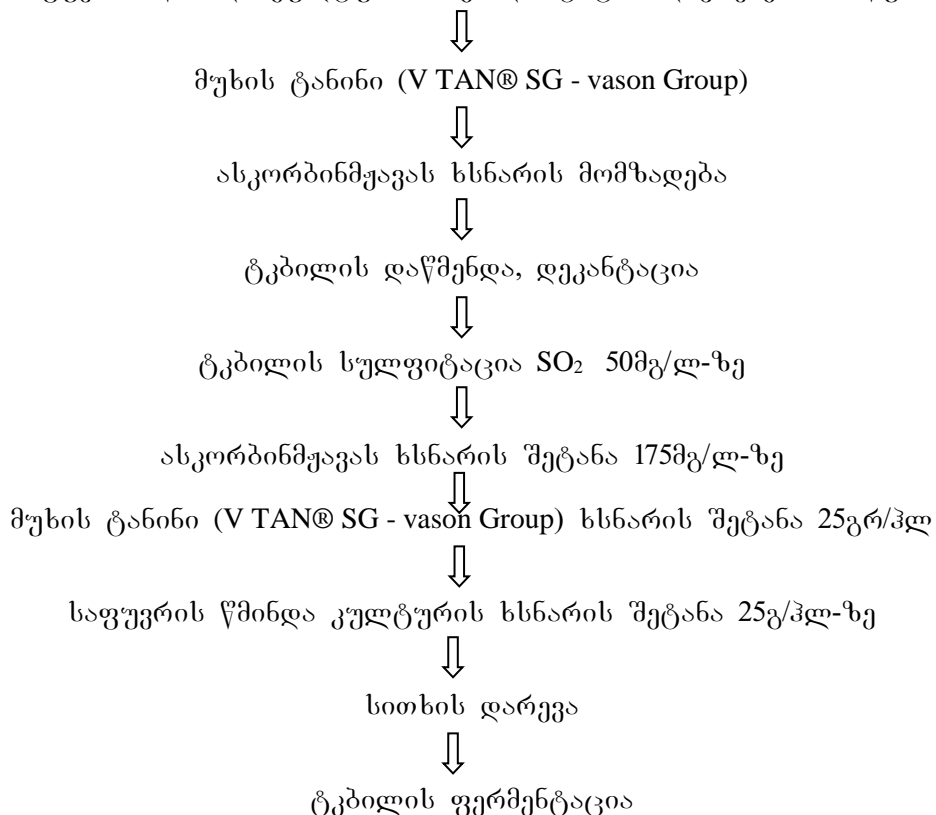 მუხის ტანინი (V TAN® SG - vason Group)
ასკორბინმჟავას ხსნარის მომზადება
ტკბილის დაწმენდა, დეკანტაცია
ტკბილის სულფიტაცია SO₂ 50მგ/ლ-ზე
ასკორბინმჟავას ხსნარის შეტანა 175მგ/ლ-ზე
მუხის ტანინი (V TAN® SG - vason Group) ხსნარის შეტანა 25გრ/ჰლ
საფუვრის წმინდა კულტურის ხსნარის შეტანა 25გ/ჰლ-ზე
სითხის დარევა
ტკბილის ფერმენტაცია